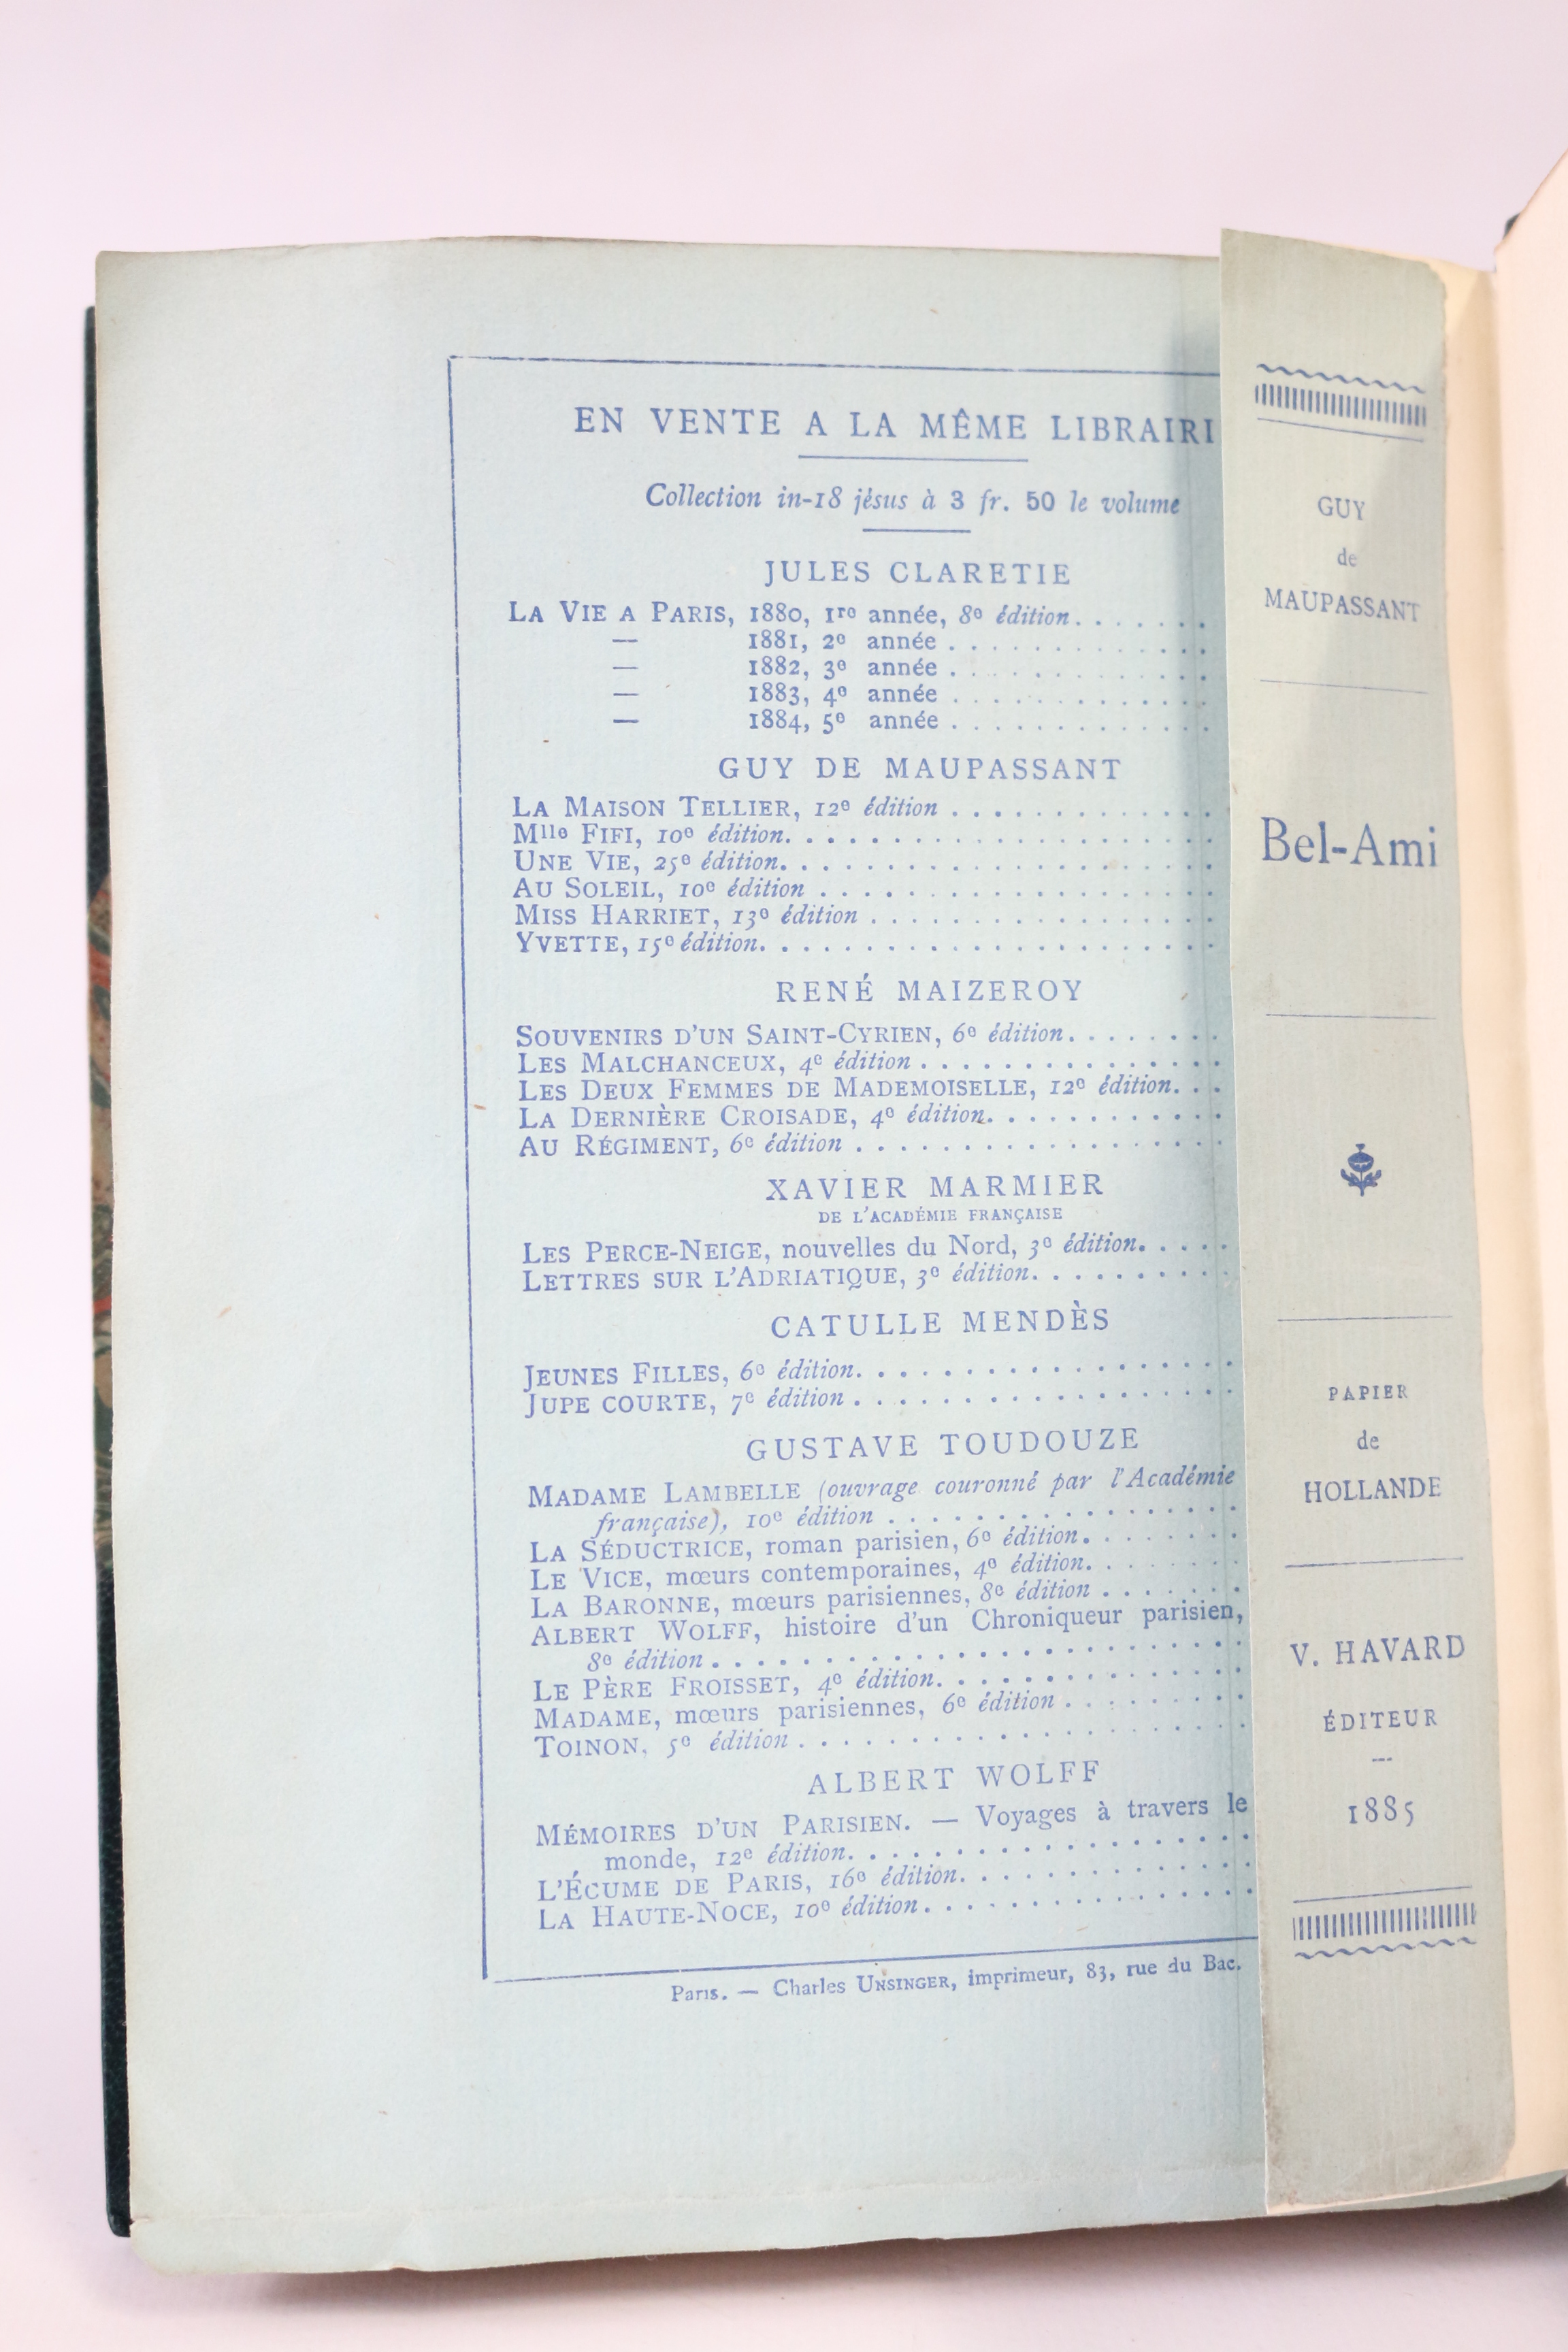 EN VENTE A LA MÊME LIBRAIRI
Collection in-18 jésus à 3 fr. 50 le volume
JULES CLARETIE
LA VIE A PARIS, 1880, 1re année, 8e édition. . . . . . .
— 1881, 2e année . . . . . . . . . . . . .
— 1882, 3e année . . . . . . . . . . . . .
— 1883, 4e année . . . . . . . . . . . . .
— 1884, 5e année . . . . . . . . . . . . .
GUY DE MAUPASSANT
LA MAISON TELLIER, 12e édition . . . . . . . . . . . . .
Mlle FIFI, 10e édition. . . . . . . . . . . . . . . . . . . . .
UNE VIE, 25e édition. . . . . . . . . . . . . . . . . . . . .
AU SOLEIL, 10e édition . . . . . . . . . . . . . . . . . . .
MISS HARRIET, 13e édition . . . . . . . . . . . . . . . . .
YVETTE, 15e édition. . . . . . . . . . . . . . . . . . . . . .
RENÉ MAIZEROY
SOUVENIRS D'UN SAINT-CYRIEN, 6e édition. . . . . . . .
LES MALCHANCEUX, 4e édition . . . . . . . . . . . . . . .
LES DEUX FEMMES DE MADEMOISELLE, 12e édition. . .
LA DERNIÈRE CROISADE, 4e édition. . . . . . . . . . . .
AU RÉGIMENT, 6e édition . . . . . . . . . . . . . . . . . .
XAVIER MARMIER
DE L'ACADÉMIE FRANÇAISE
LES PERCE-NEIGE, nouvelles du Nord, 3e édition. . . . .
LETTRES SUR L'ADRIATIQUE, 3e édition. . . . . . . . . .
CATULLE MENDÈS
JEUNES FILLES, 6e édition. . . . . . . . . . . . . . . . . .
JUPE COURTE, 7e édition . . . . . . . . . . . . . . . . . .
GUSTAVE TOUDOUZE
MADAME LAMBELLE (ouvrage couronné par l'Académie
française), 10e édition . . . . . . . . . . . . . . . . .
LA SÉDUCTRICE, roman parisien, 6e édition. . . . . . . .
LE VICE, mœurs contemporaines, 4e édition. . . . . . . .
LA BARONNE, mœurs parisiennes, 8e édition . . . . . . .
ALBERT WOLFF, histoire d'un Chroniqueur parisien,
8e édition . . . . . . . . . . . . . . . . . . . . . . . . .
LE PÈRE FROISSET, 4e édition. . . . . . . . . . . . . . .
MADAME, mœurs parisiennes, 6e édition . . . . . . . . .
TOINON, 5e édition . . . . . . . . . . . . . . . . . . . . .
ALBERT WOLFF
MÉMOIRES D'UN PARISIEN. — Voyages à travers le
monde, 12e édition. . . . . . . . . . . . . . . . . . .
L'ÉCUME DE PARIS, 16e édition. . . . . . . . . . . . . .
LA HAUTE-NOCE, 10e édition . . . . . . . . . . . . . . . .
Paris. — Charles UNSINGER, imprimeur, 83, rue du Bac.
GUY
de
MAUPASSANT
Bel-Ami
PAPIER
de
HOLLANDE
V. HAVARD
ÉDITEUR
—
1885